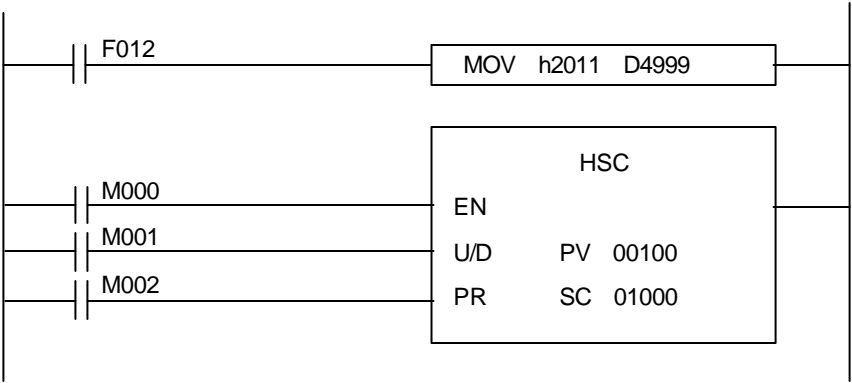 F012
MOV h2011 D4999
HSC
M000
EN
M001
U/D PV 00100
M002
PR SC 01000